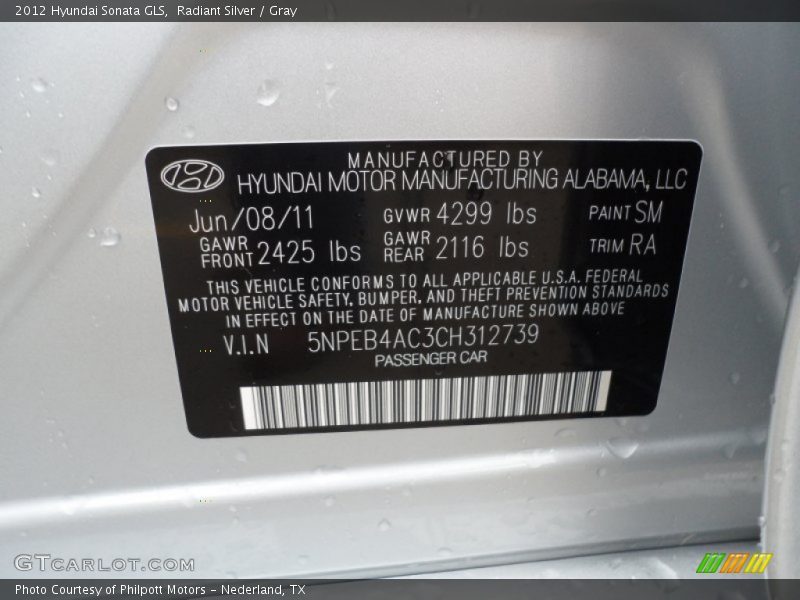 2012 Hyundai Sonata GLS, Radiant Silver / Gray
MANUFACTURED BY
HYUNDAI MOTOR MANUFACTURING ALABAMA, LLC
Jun/08/11 GVWR 4299 lbs PAINT SM
GAWR FRONT 2425 lbs GAWR REAR 2116 lbs TRIM RA
THIS VEHICLE CONFORMS TO ALL APPLICABLE U.S.A. FEDERAL
MOTOR VEHICLE SAFETY, BUMPER, AND THEFT PREVENTION STANDARDS
IN EFFECT ON THE DATE OF MANUFACTURE SHOWN ABOVE
V.I.N 5NPEB4AC3CH312739
PASSENGER CAR
GTCARLOT.COM
Photo Courtesy of Philpott Motors - Nederland, TX